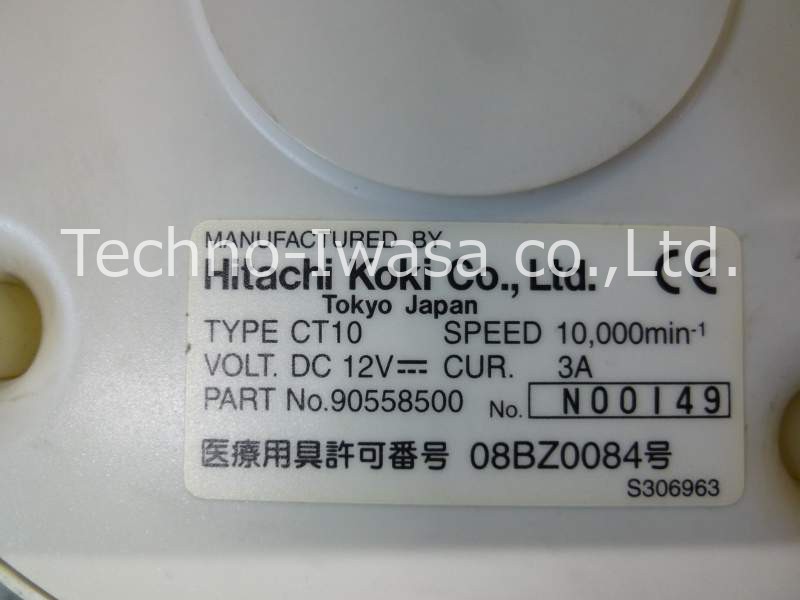 MANUFACTURED BY
Techno-Iwasa co.,Ltd.
Hitachi Koki Co., Ltd. CE
Tokyo Japan
TYPE CT10 SPEED 10,000min-1
VOLT. DC 12V⎓ CUR. 3A
PART No.90558500 No. N00149
医療用具許可番号 08BZ0084号
S306963